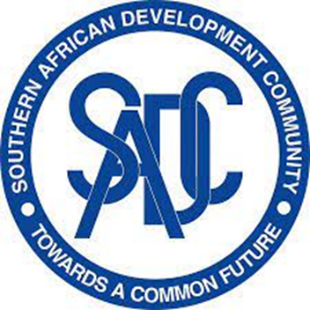 SOUTHERN AFRICAN DEVELOPMENT COMMUNITY
SADC
TOWARDS A COMMON FUTURE